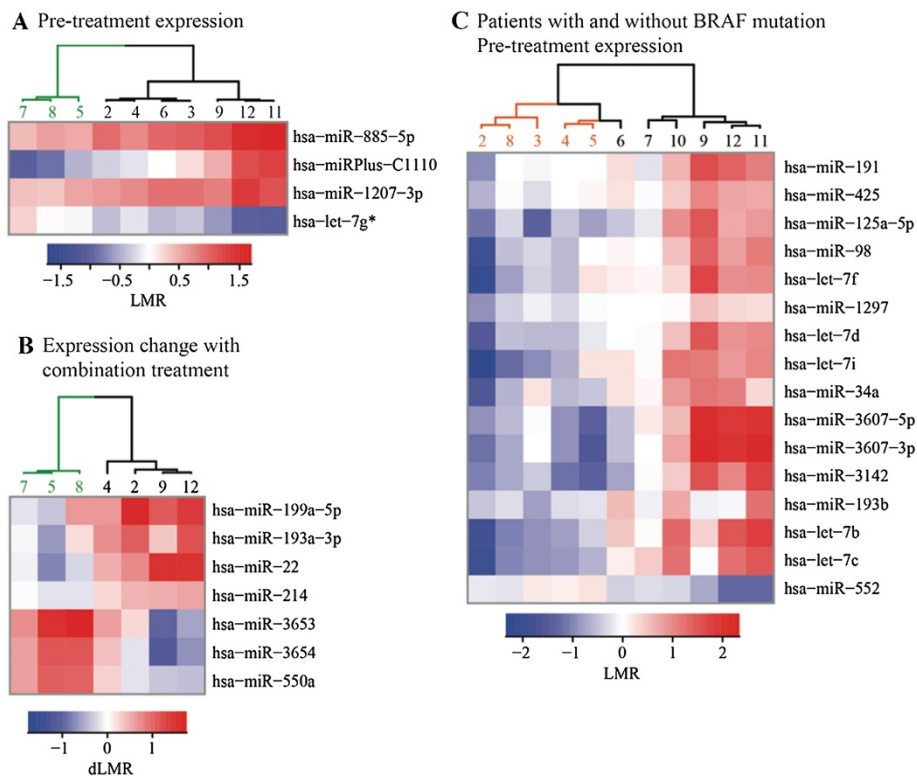 A Pre-treatment expression
7 8 5 2 4 6 3 9 12 11
hsa-miR-885-5p
hsa-miRPlus-C1110
hsa-miR-1207-3p
hsa-let-7g*
-1.5 -0.5 0.5 1.5
LMR
B Expression change with
combination treatment
7 5 8 4 2 9 12
hsa-miR-199a-5p
hsa-miR-193a-3p
hsa-miR-22
hsa-miR-214
hsa-miR-3653
hsa-miR-3654
hsa-miR-550a
-1 0 1
dLMR
C Patients with and without BRAF mutation
Pre-treatment expression
2 8 3 4 5 6 7 10 9 12 11
hsa-miR-191
hsa-miR-425
hsa-miR-125a-5p
hsa-miR-98
hsa-let-7f
hsa-miR-1297
hsa-let-7d
hsa-let-7i
hsa-miR-34a
hsa-miR-3607-5p
hsa-miR-3607-3p
hsa-miR-3142
hsa-miR-193b
hsa-let-7b
hsa-let-7c
hsa-miR-552
-2 -1 0 1 2
LMR